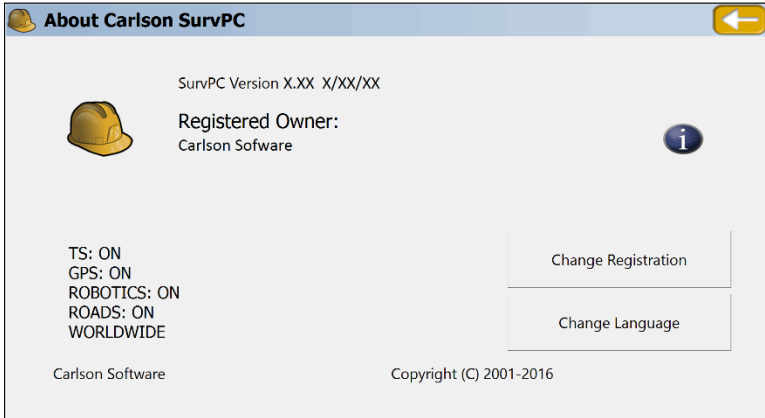 About Carlson SurvPC
SurvPC Version X.XX X/XX/XX
Registered Owner:
Carlson Sofware
i
TS: ON
GPS: ON
ROBOTICS: ON
ROADS: ON
WORLDWIDE
Change Registration
Change Language
Carlson Software
Copyright (C) 2001-2016